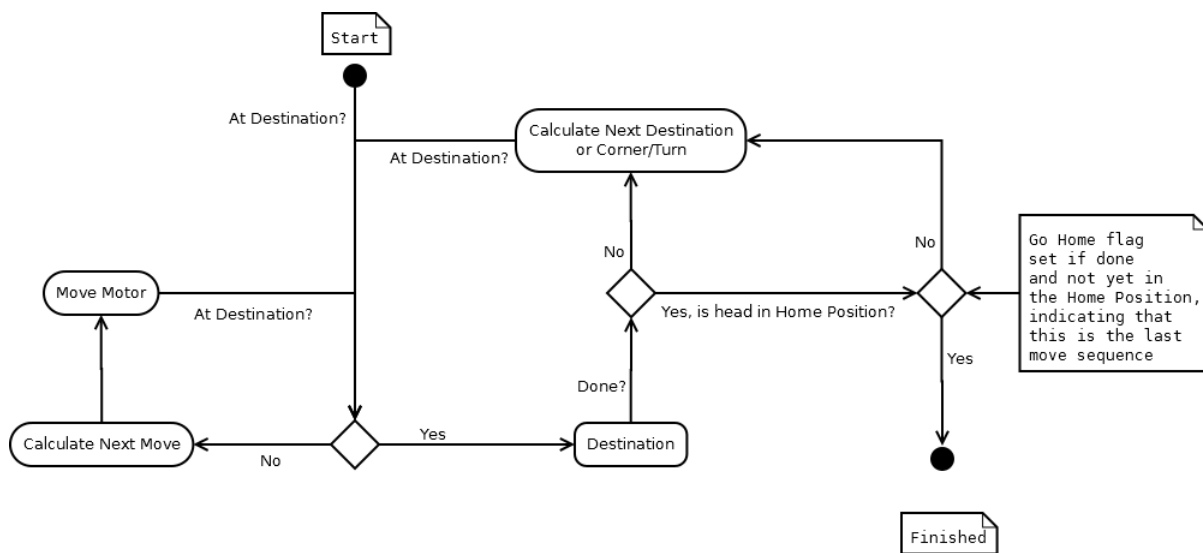 Start
At Destination?
Calculate Next Destination
or Corner/Turn
At Destination?
No
No
Go Home flag
set if done
and not yet in
the Home Position,
indicating that
this is the last
move sequence
Move Motor
At Destination?
Yes, is head in Home Position?
Yes
Done?
Calculate Next Move
No
Yes
Destination
Finished